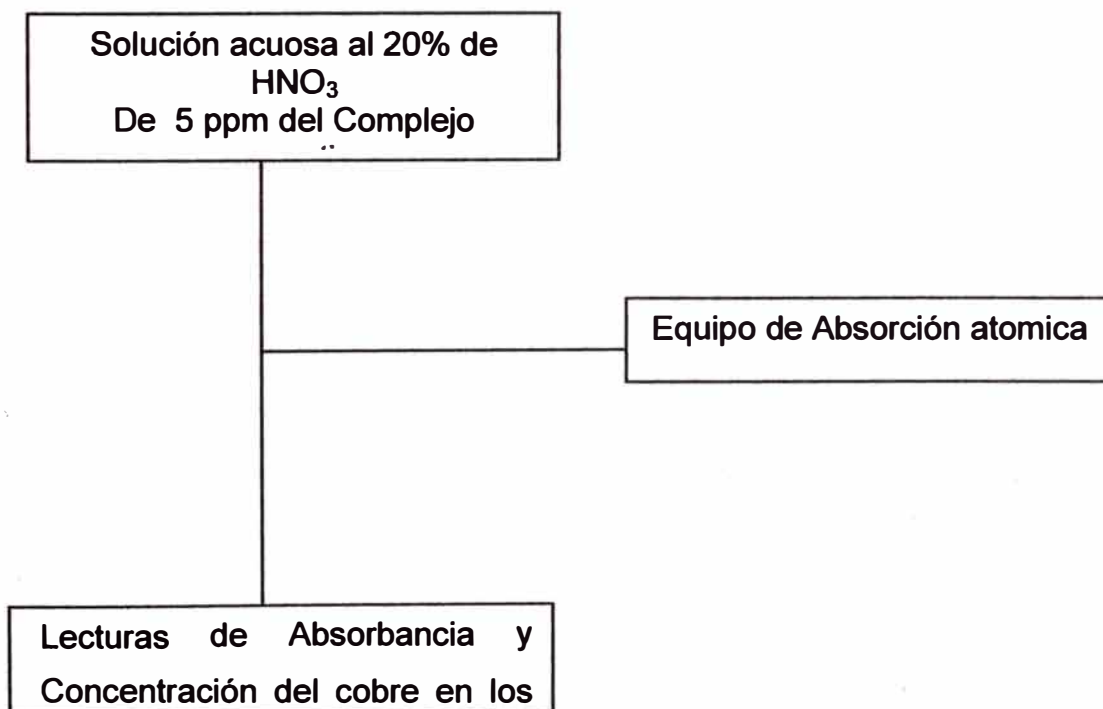 Solución acuosa al 20% de
HNO₃
De 5 ppm del Complejo
Equipo de Absorción atomica
Lecturas de Absorbancia y
Concentración del cobre en los